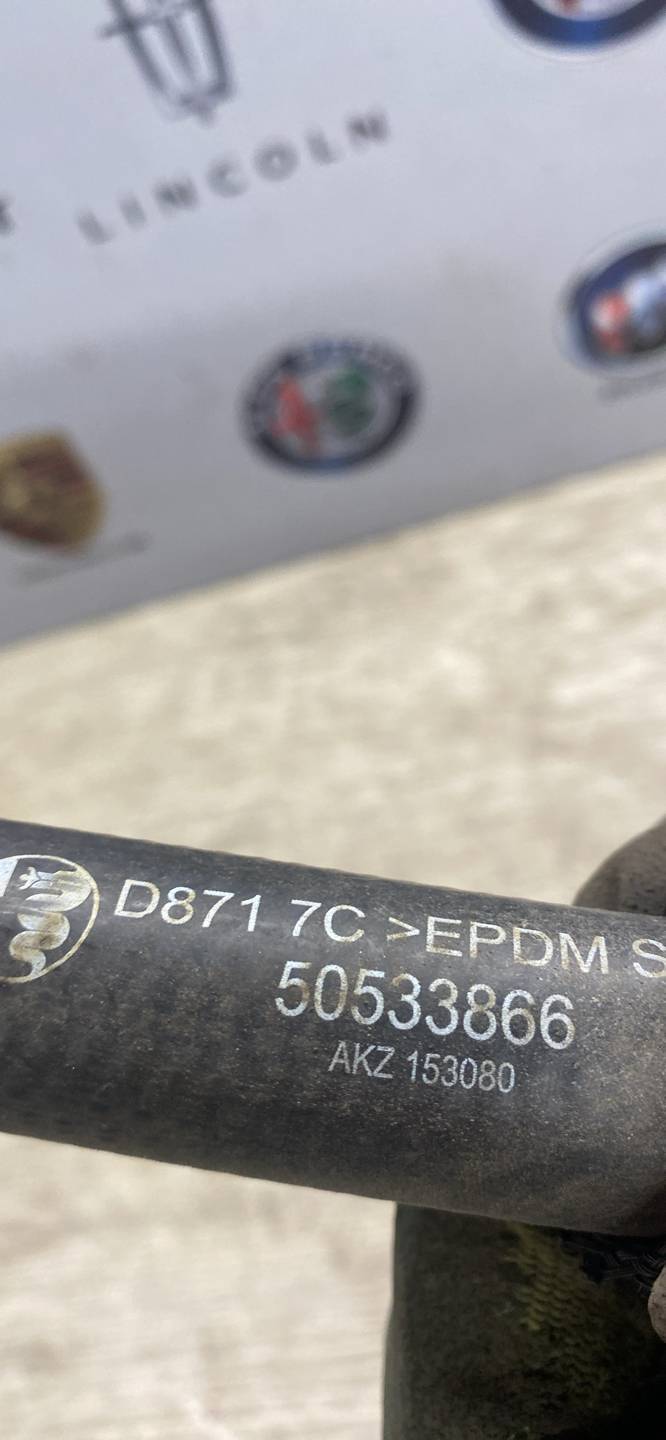 LINCOLN
D871 7C >EPDM S
50533866
AKZ 153080